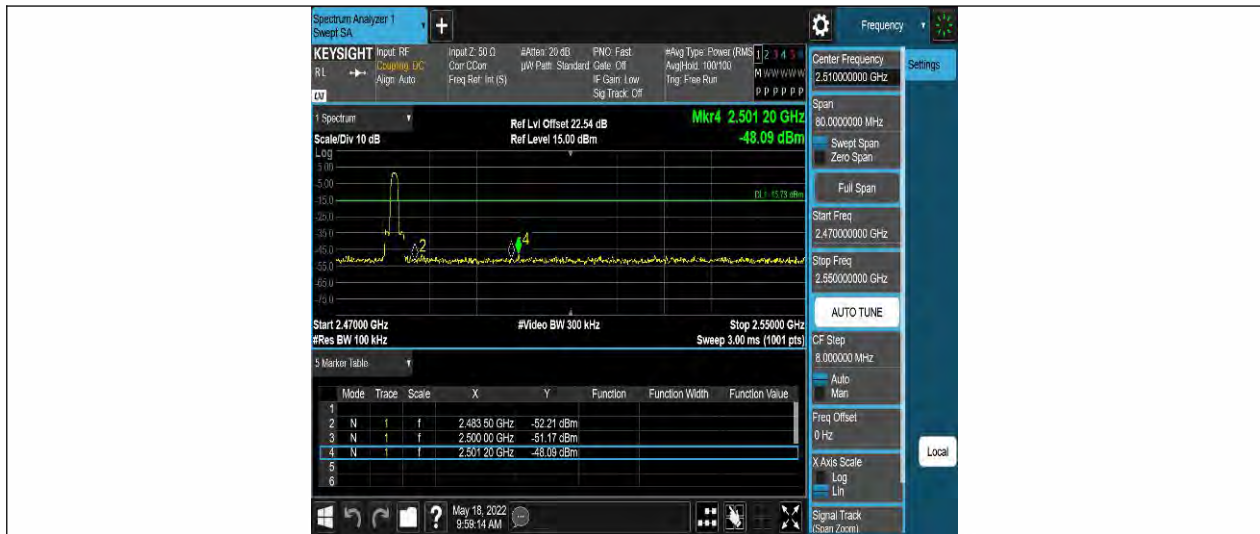 Spectrum Analyzer 1
Swept SA
+
Frequency
KEYSIGHT
Input: RF
Coupling: DC
Align: Auto
Input Z: 50 Ω
Corr CCorr
Freq Ref: Int (S)
#Atten: 20 dB
µW Path: Standard
PNO: Fast
Gate: Off
IF Gain: Low
Sig Track: Off
#Avg Type: Power (RMS
Avg|Hold: 100/100
Trig: Free Run
1 2 3 4 5 6
M W W W W W
P P P P P P
RL
LXI
1 Spectrum
Scale/Div 10 dB
Ref Lvl Offset 22.54 dB
Ref Level 15.00 dBm
Mkr4 2.501 20 GHz
-48.09 dBm
Log
5.00
-5.00
-15.0
-25.0
-35.0
-45.0
-55.0
-65.0
-75.0
DL1 -15.73 dBm
2
4
Start 2.47000 GHz
#Res BW 100 kHz
#Video BW 300 kHz
Stop 2.55000 GHz
Sweep 3.00 ms (1001 pts)
5 Marker Table
Mode Trace Scale X Y Function Function Width Function Value
1
2 N 1 f 2.483 50 GHz -52.21 dBm
3 N 1 f 2.500 00 GHz -51.17 dBm
4 N 1 f 2.501 20 GHz -48.09 dBm
5
6
?
May 18, 2022
9:59:14 AM
Center Frequency
2.510000000 GHz
Span
80.0000000 MHz
Swept Span
Zero Span
Full Span
Start Freq
2.470000000 GHz
Stop Freq
2.550000000 GHz
AUTO TUNE
CF Step
8.000000 MHz
Auto
Man
Freq Offset
0 Hz
X Axis Scale
Log
Lin
Signal Track
(Span Zoom)
Settings
Local